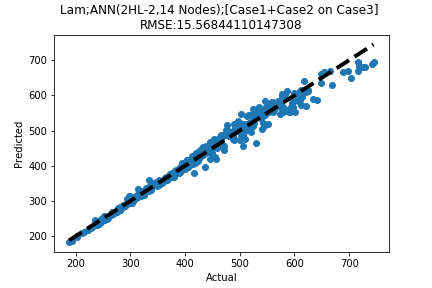 Lam;ANN(2HL-2,14 Nodes);[Case1+Case2 on Case3]
RMSE:15.56844110147308
700
600
500
400
300
200
Predicted
200 300 400 500 600 700
Actual